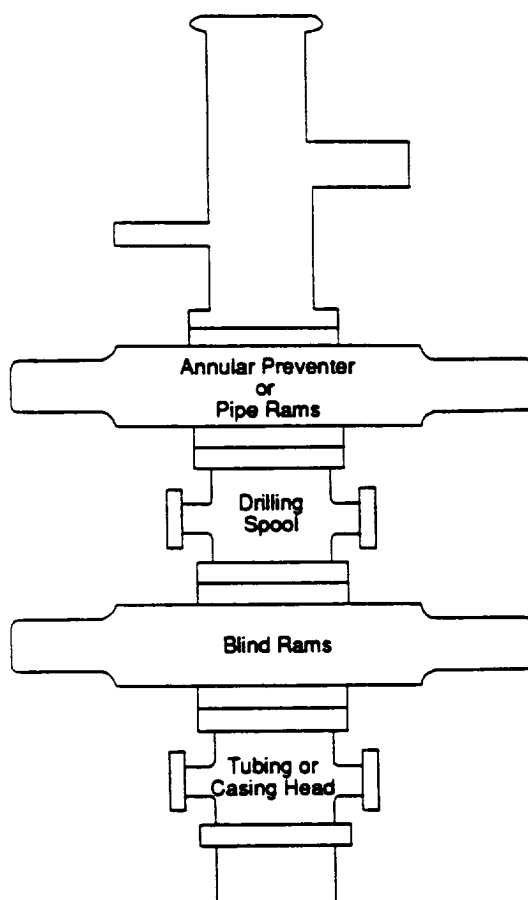 Annular Preventer
or
Pipe Rams
Drilling
Spool
Blind Rams
Tubing or
Casing Head